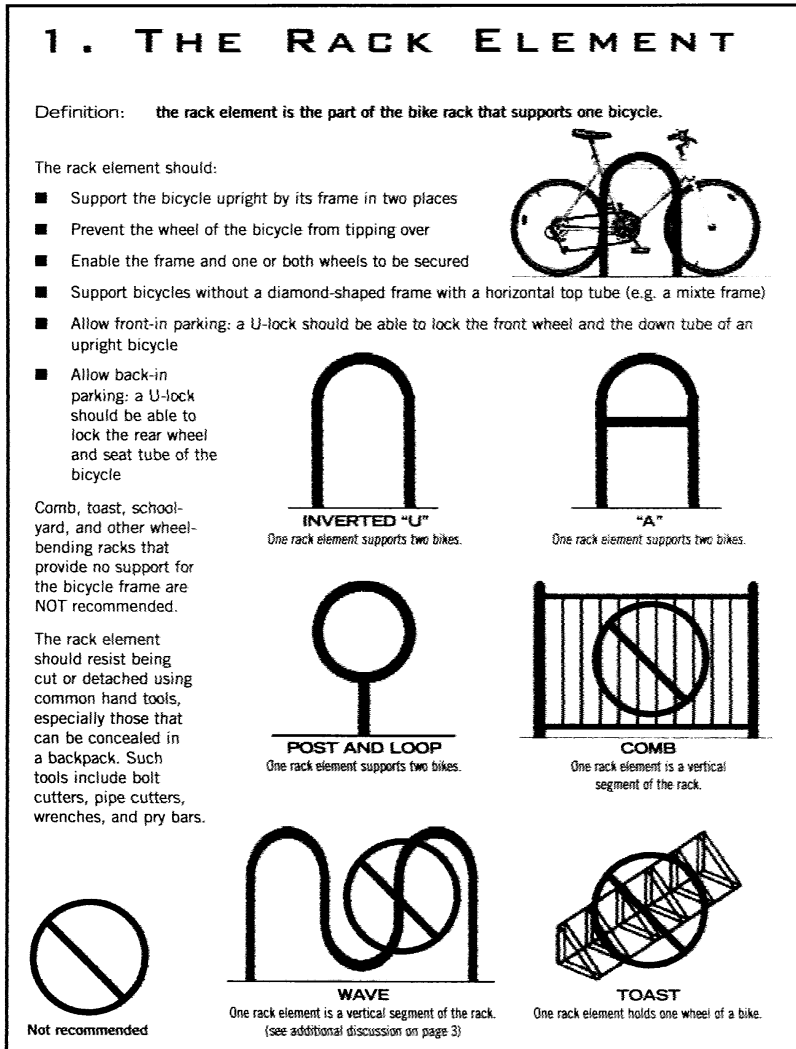 1. THE RACK ELEMENT
Definition: the rack element is the part of the bike rack that supports one bicycle.
The rack element should:
■ Support the bicycle upright by its frame in two places
■ Prevent the wheel of the bicycle from tipping over
■ Enable the frame and one or both wheels to be secured
■ Support bicycles without a diamond-shaped frame with a horizontal top tube (e.g. a mixte frame)
■ Allow front-in parking: a U-lock should be able to lock the front wheel and the down tube of an
upright bicycle
■ Allow back-in
parking: a U-lock
should be able to
lock the rear wheel
and seat tube of the
bicycle
Comb, toast, school-
yard, and other wheel-
bending racks that
provide no support for
the bicycle frame are
NOT recommended.
The rack element
should resist being
cut or detached using
common hand tools,
especially those that
can be concealed in
a backpack. Such
tools include bolt
cutters, pipe cutters,
wrenches, and pry bars.
Not recommended
INVERTED "U"
One rack element supports two bikes.
"A"
One rack element supports two bikes.
POST AND LOOP
One rack element supports two bikes.
COMB
One rack element is a vertical
segment of the rack.
WAVE
One rack element is a vertical segment of the rack.
(see additional discussion on page 3)
TOAST
One rack element holds one wheel of a bike.